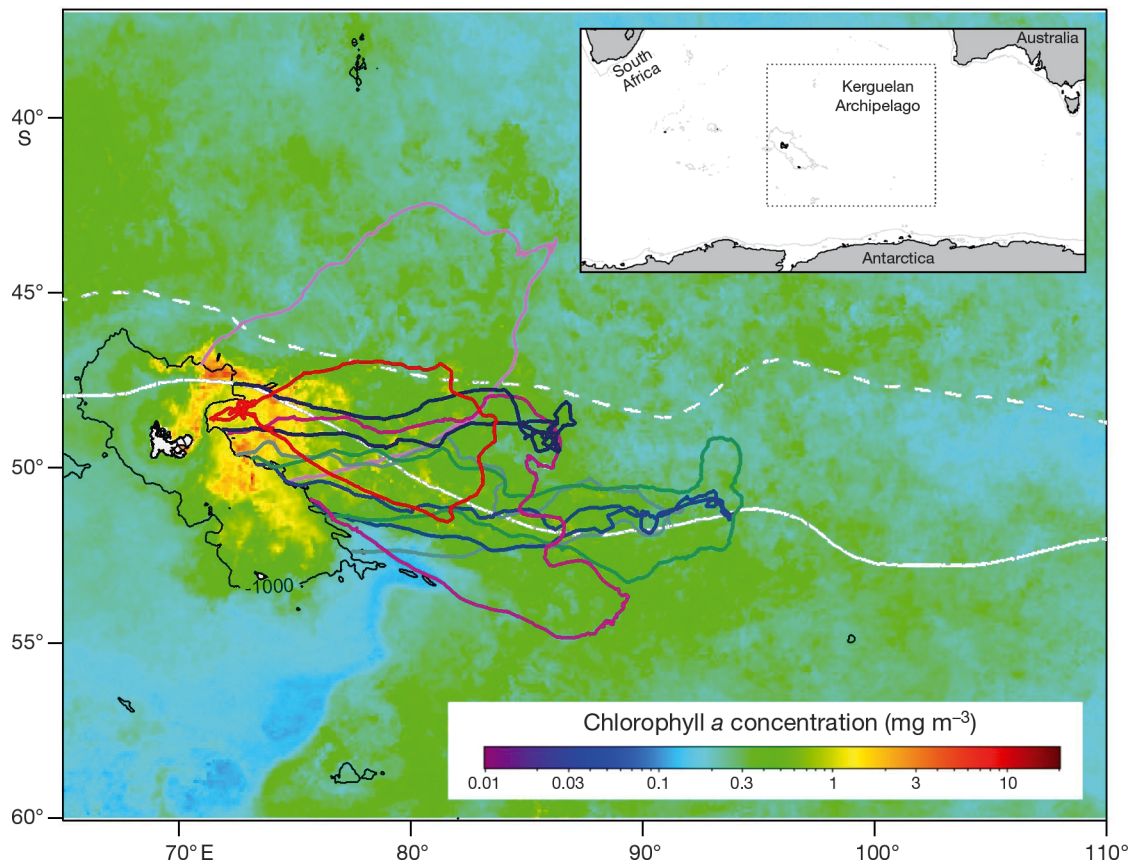 South
Africa
Australia
Kerguelan
Archipelago
Antarctica
40°
S
45°
50°
55°
60°
-1000
Chlorophyll a concentration (mg m–3)
0.01 0.03 0.1 0.3 1 3 10
70° E 80° 90° 100° 110°